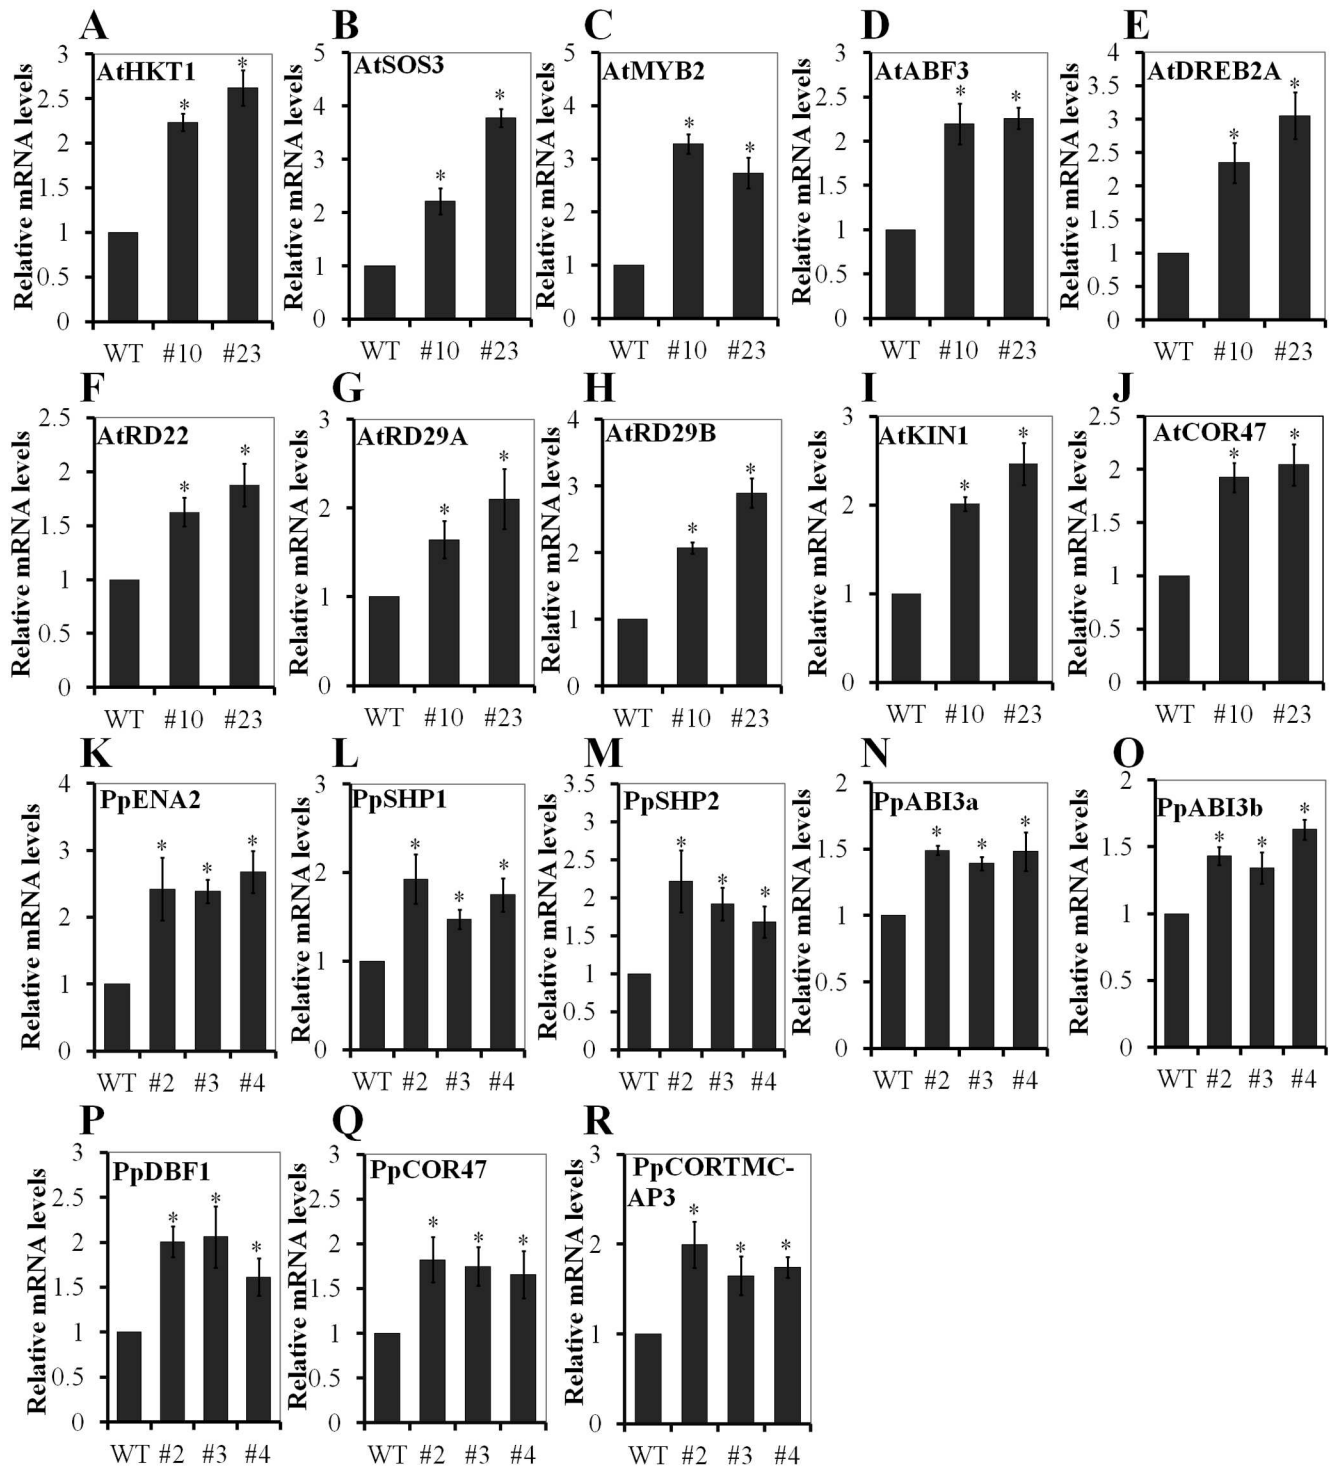 A
Relative mRNA levels
AtHKT1
3
2.5
2
1.5
1
0.5
0
* *
WT #10 #23
B
Relative mRNA levels
AtSOS3
5
4
3
2
1
0
* *
WT #10 #23
C
Relative mRNA levels
AtMYB2
5
4
3
2
1
0
* *
WT #10 #23
D
Relative mRNA levels
AtABF3
3
2.5
2
1.5
1
0.5
0
* *
WT #10 #23
E
Relative mRNA levels
AtDREB2A
4
3.5
3
2.5
2
1.5
1
0.5
0
* *
WT #10 #23
F
Relative mRNA levels
AtRD22
2.5
2
1.5
1
0.5
0
* *
WT #10 #23
G
Relative mRNA levels
AtRD29A
3
2
1
0
* *
WT #10 #23
H
Relative mRNA levels
AtRD29B
4
3
2
1
0
* *
WT #10 #23
I
Relative mRNA levels
AtKIN1
3
2
1
0
* *
WT #10 #23
J
Relative mRNA levels
AtCOR47
2.5
2
1.5
1
0.5
0
* *
WT #10 #23
K
Relative mRNA levels
PpENA2
4
3
2
1
0
* * *
WT #2 #3 #4
L
Relative mRNA levels
PpSHP1
3
2
1
0
* * *
WT #2 #3 #4
M
Relative mRNA levels
PpSHP2
3.5
3
2.5
2
1.5
1
0.5
0
* * *
WT #2 #3 #4
N
Relative mRNA levels
PpABI3a
2
1.5
1
0.5
0
* * *
WT #2 #3 #4
O
Relative mRNA levels
PpABI3b
2
1.5
1
0.5
0
* * *
WT #2 #3 #4
P
Relative mRNA levels
PpDBF1
3
2.5
2
1.5
1
0.5
0
* * *
WT #2 #3 #4
Q
Relative mRNA levels
PpCOR47
3
2.5
2
1.5
1
0.5
0
* * *
WT #2 #3 #4
R
Relative mRNA levels
PpCORTMC-
AP3
3
2
1
0
* * *
WT #2 #3 #4